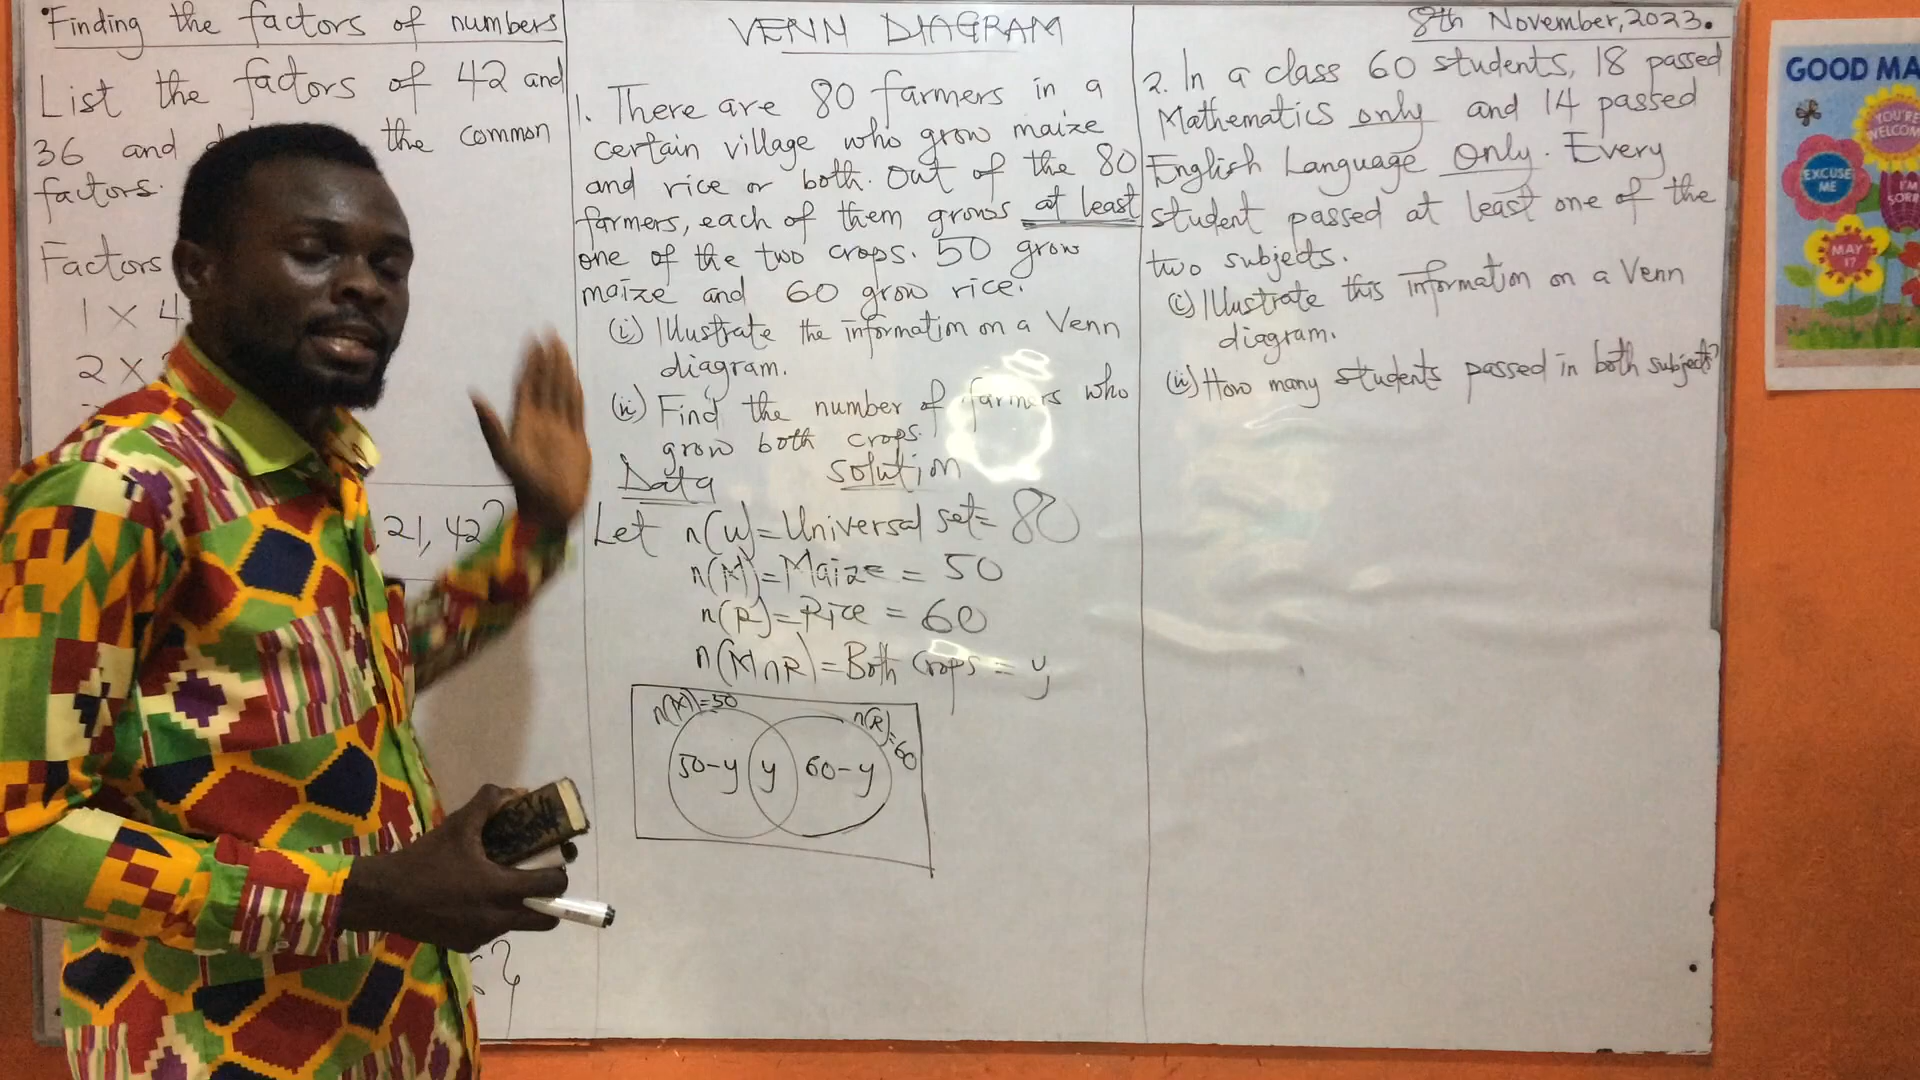 Finding the factors of numbers
List the factors of 42 and
36 and the common
factors.
Factors
1 X 4
2 X
, 21, 42}
VENN DIAGRAM
1. There are 80 farmers in a
certain village who grow maize
and rice or both. Out of the 80
farmers, each of them grows at least
one of the two crops. 50 grow
maize and 60 grow rice.
(i) Illustrate the information on a Venn
diagram.
(ii) Find the number of farmers who
grow both crops.
Data Solution
Let n(U)=Universal set= 80
n(M)=Maize = 50
n(R)=Rice = 60
n(M∩R)=Both crops = y
n(M)=50
n(R)=60
50-y y 60-y
8th November, 2023.
2. In a class 60 students, 18 passed
Mathematics only and 14 passed
English Language Only. Every
student passed at least one of the
two subjects.
(i) Illustrate this information on a Venn
diagram.
(ii) How many students passed in both subjects?
GOOD MA
YOU'RE
WELCOM
EXCUSE
ME
I'M
SORR
MAY
I?